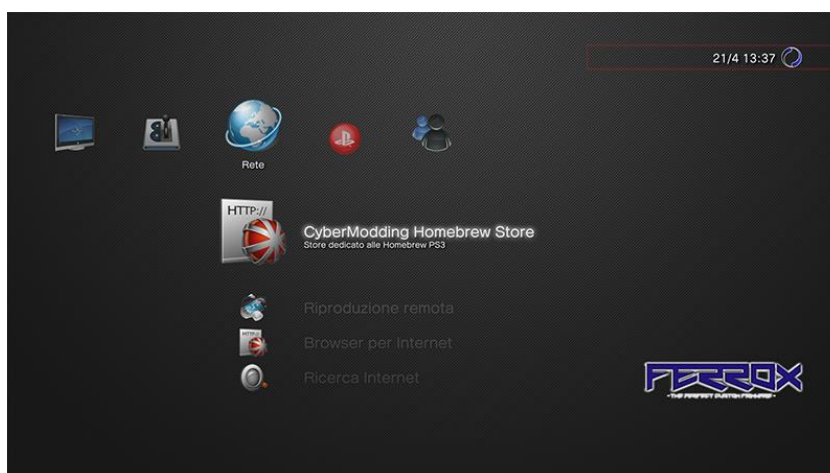 21/4 13:37
Rete
HTTP://
CyberModding Homebrew Store
Store dedicato alle Homebrew PS3
Riproduzione remota
HTTP://
Browser per Internet
Ricerca Internet
FERROX